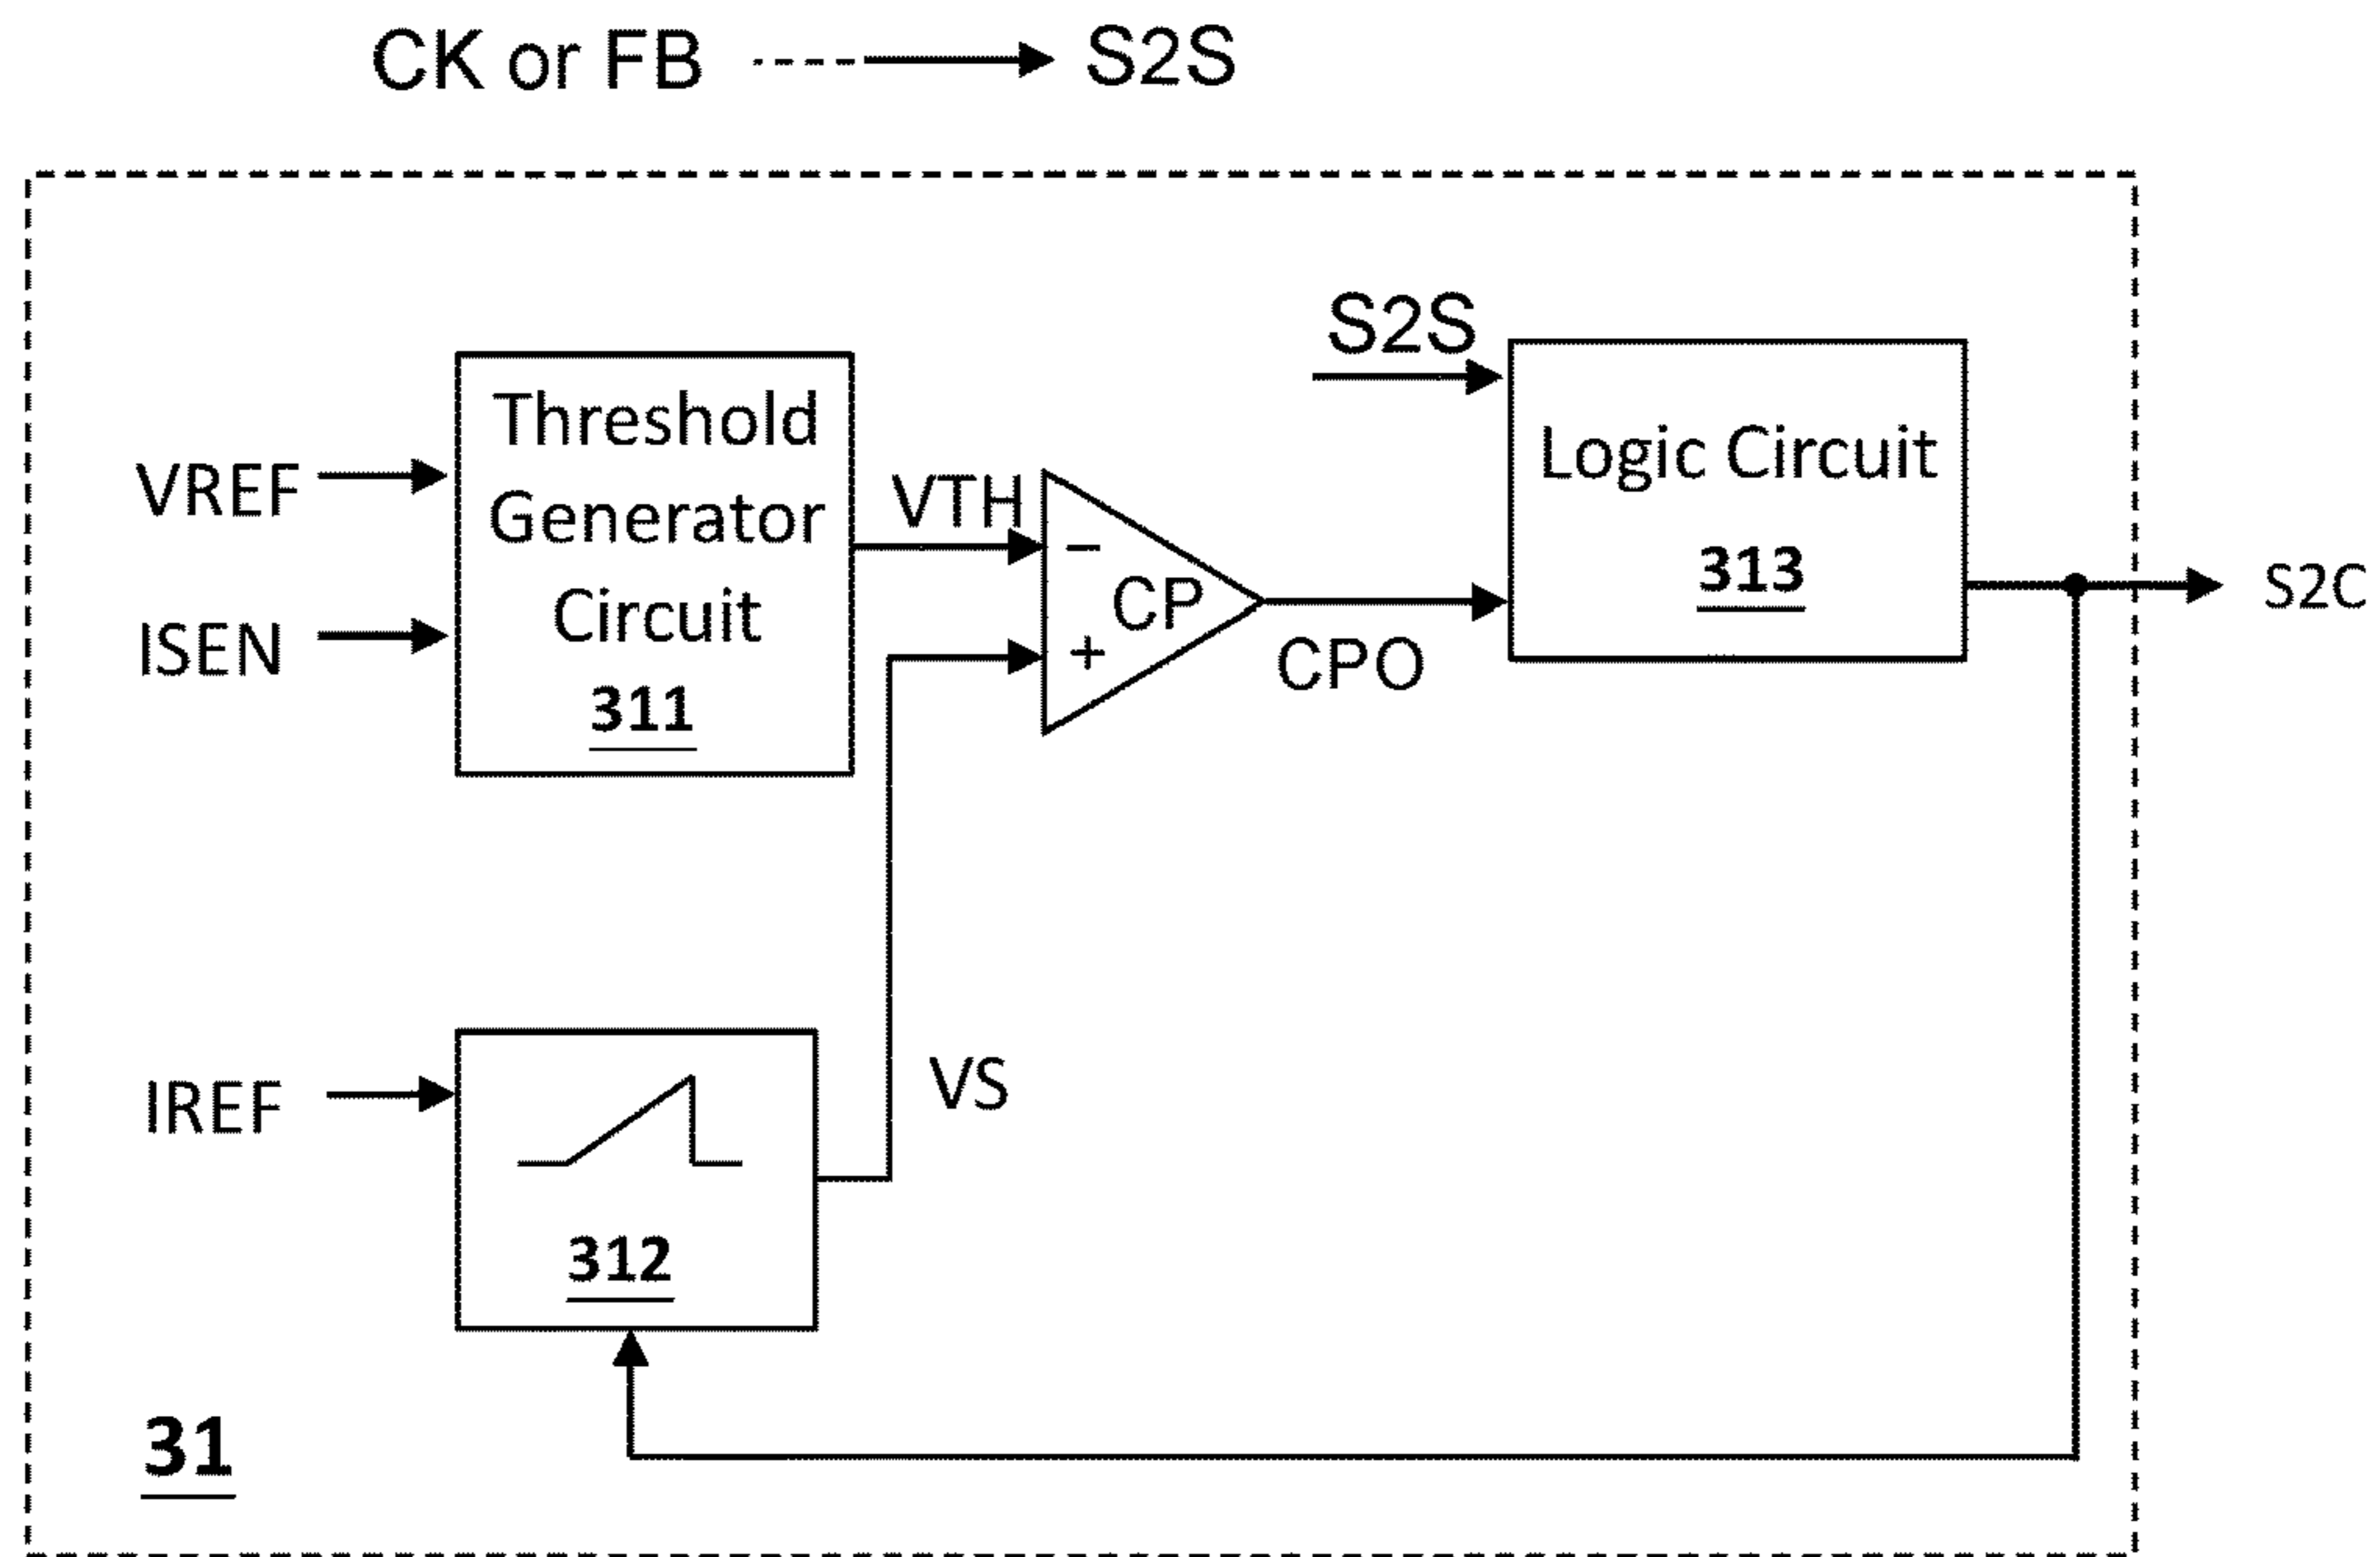 CK or FB S2S
S2S
Threshold
Generator
Circuit
311
VREF
ISEN
VTH
−
CP
+
CPO
Logic Circuit
313
S2C
IREF
VS
312
31